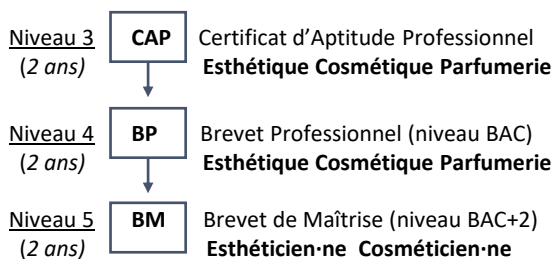 Niveau 3 CAP Certificat d’Aptitude Professionnel
(2 ans) Esthétique Cosmétique Parfumerie
Niveau 4 BP Brevet Professionnel (niveau BAC)
(2 ans) Esthétique Cosmétique Parfumerie
Niveau 5 BM Brevet de Maîtrise (niveau BAC+2)
(2 ans) Esthéticien·ne Cosméticien·ne